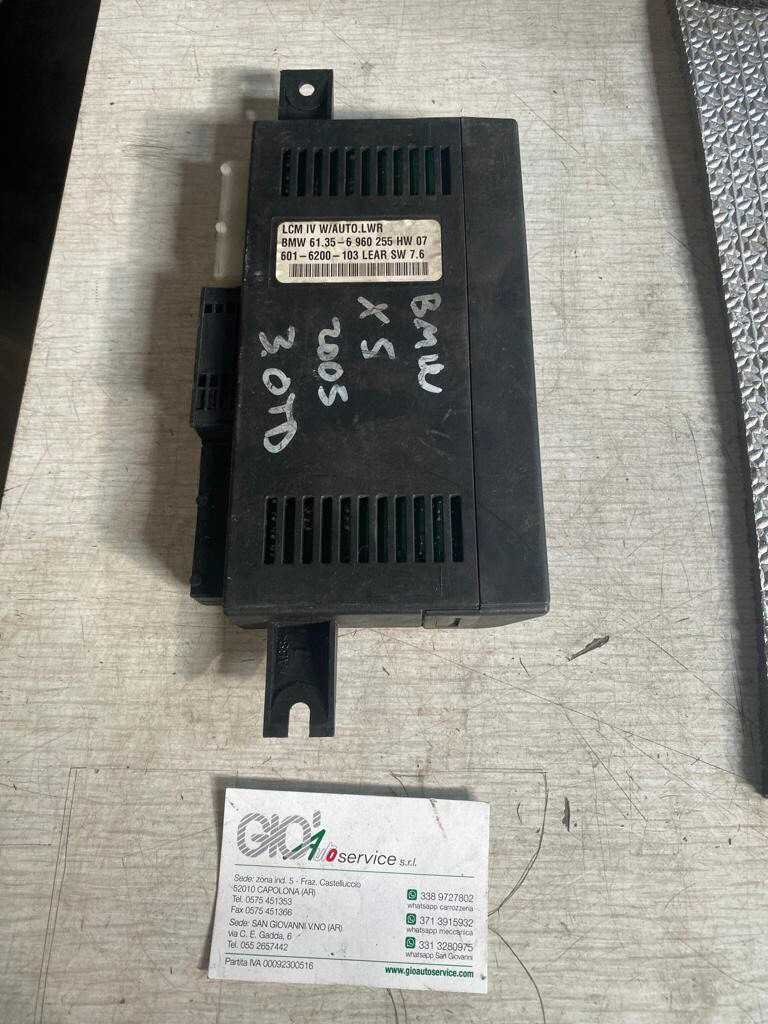 LCM IV W/AUTO.LWR
BMW 61.35-6 960 255 HW 07
601-6200-103 LEAR SW 7.6
BMW
X5
2005
3.0TD
GIO' Autoservice s.r.l.
Sede: zona ind. 5 - Fraz. Castelluccio
52010 CAPOLONA (AR)
Tel. 0575 451353
Fax 0575 451366
Sede: SAN GIOVANNI V.NO (AR)
via C. E. Gadda, 6
Tel. 055 2657442
Partita IVA 00092300516
338 9727802
whatsapp carrozzeria
371 3915932
whatsapp meccanica
331 3280975
whatsapp San Giovanni
www.gioautoservice.com